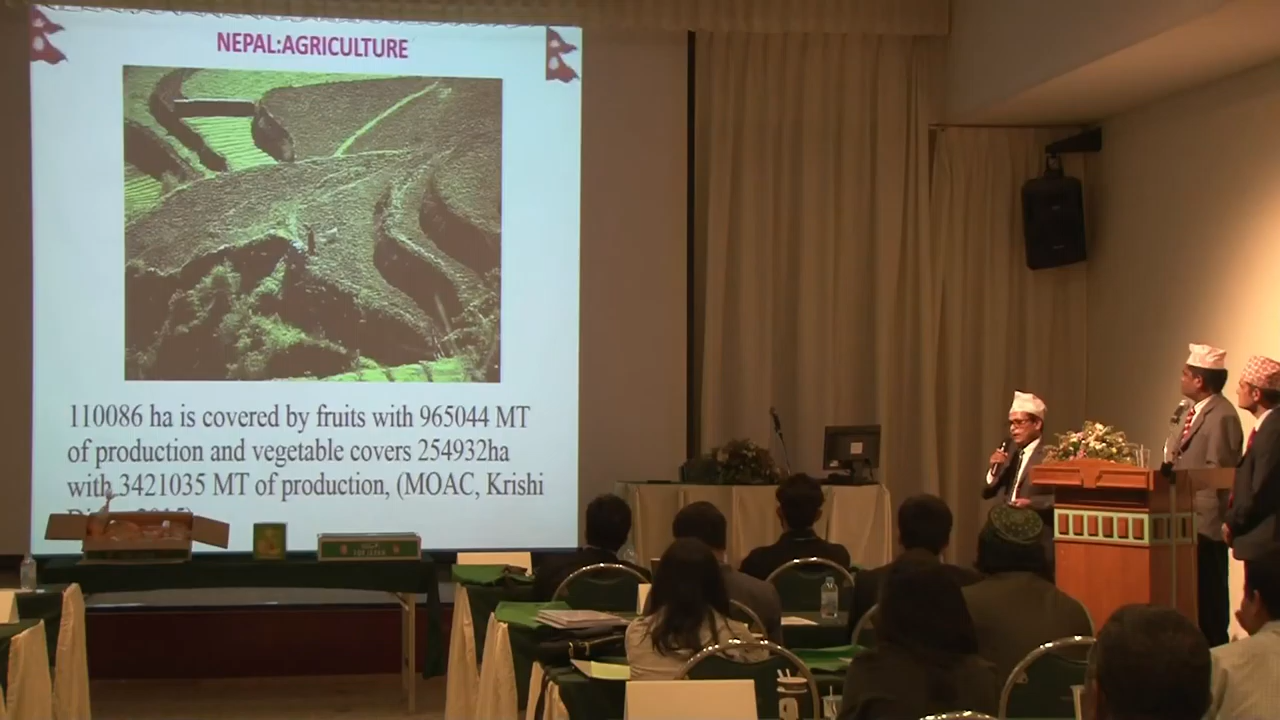 NEPAL:AGRICULTURE
110086 ha is covered by fruits with 965044 MT
of production and vegetable covers 254932ha
with 3421035 MT of production, (MOAC, Krishi